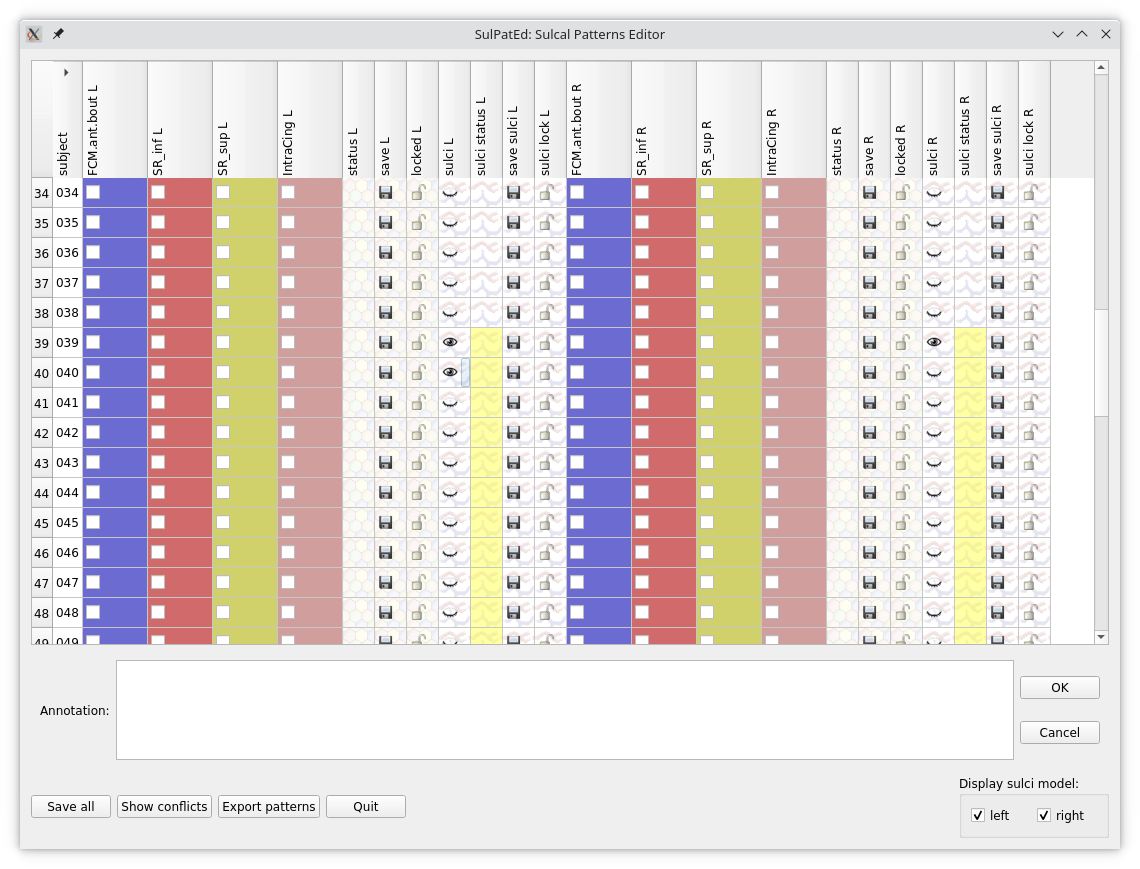 SulPatEd: Sulcal Patterns Editor
subject FCM.ant.bout L SR_inf L SR_sup L IntraCing L status L save L locked L sulci L sulci status L save sulci L sulci lock L FCM.ant.bout R SR_inf R SR_sup R IntraCing R status R save R locked R sulci R sulci status R save sulci R sulci lock R
34 034
35 035
36 036
37 037
38 038
39 039
40 040
41 041
42 042
43 043
44 044
45 045
46 046
47 047
48 048
49 049
Annotation:
OK
Cancel
Display sulci model:
Save all Show conflicts Export patterns Quit
left right